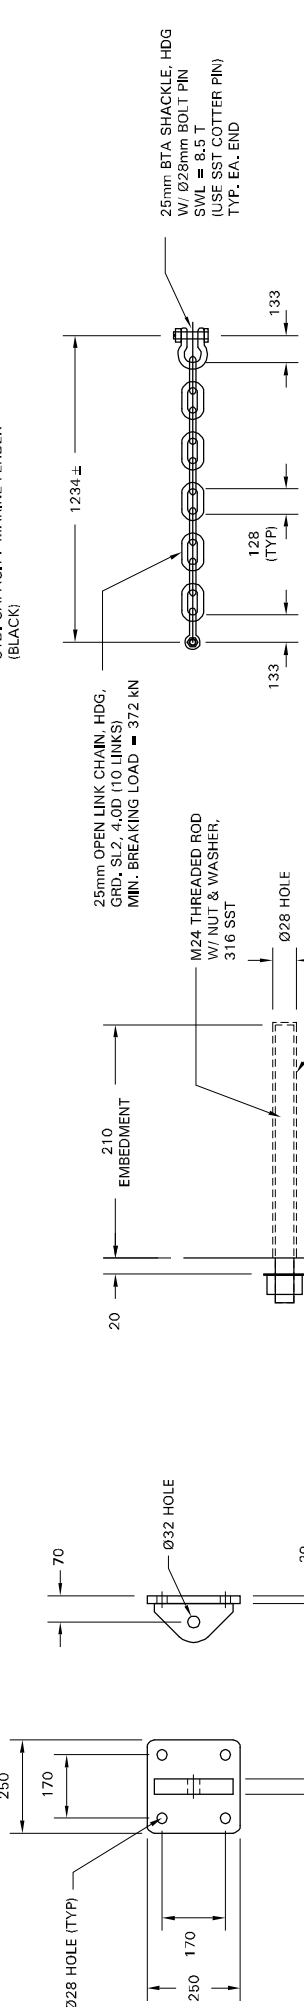 (BLACK)
25mm BTA SHACKLE, HDG
W/ Ø28mm BOLT PIN
SWL = 8.5 T
(USE SST COTTER PIN)
TYP. EA. END
1234±
133
128
(TYP)
133
25mm OPEN LINK CHAIN, HDG,
GRD. SL2, 4.0D (10 LINKS)
MIN. BREAKING LOAD = 372 kN
M24 THREADED ROD
W/ NUT & WASHER,
316 SST
210
EMBEDMENT
20
Ø28 HOLE
70
Ø32 HOLE
250
170
Ø28 HOLE (TYP)
170
250